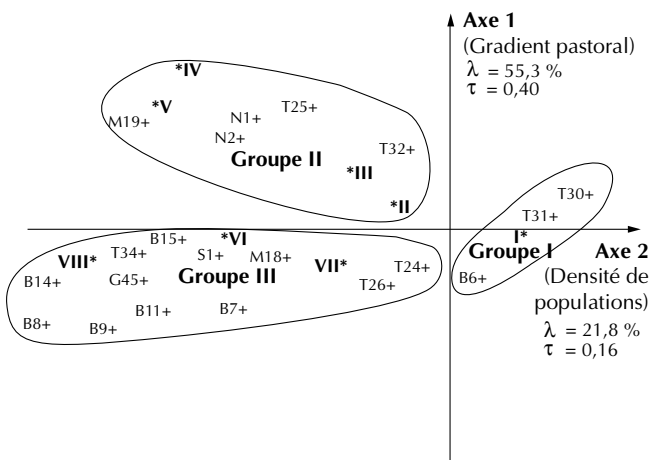 Axe 1
(Gradient pastoral)
λ = 55,3 %
τ = 0,40
*IV
*V
M19+
N1+
T25+
N2+
T32+
Groupe II
*III
*II
T30+
T31+
I*
Groupe I
B6+
Axe 2
(Densité de
populations)
λ = 21,8 %
τ = 0,16
B15+
*VI
T34+
S1+
M18+
VIII*
VII*
T24+
B14+
G45+
Groupe III
T26+
B11+
B7+
B8+
B9+